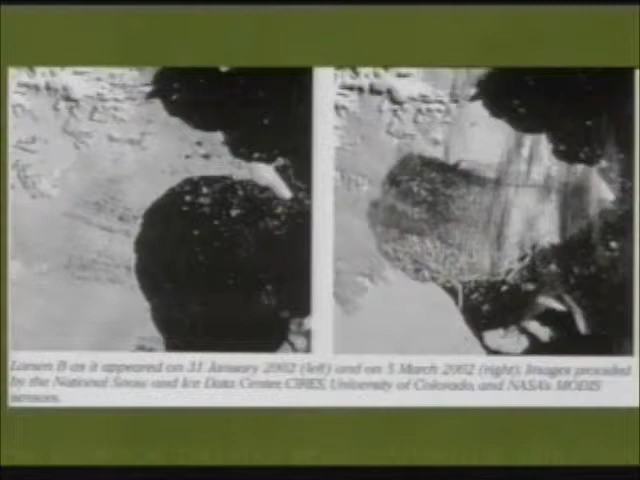 Larsen B as it appeared on 31 January 2002 (left) and on 5 March 2002 (right). Images provided
by the National Snow and Ice Data Center, CIRES, University of Colorado, and NASA's MODIS
sensors.